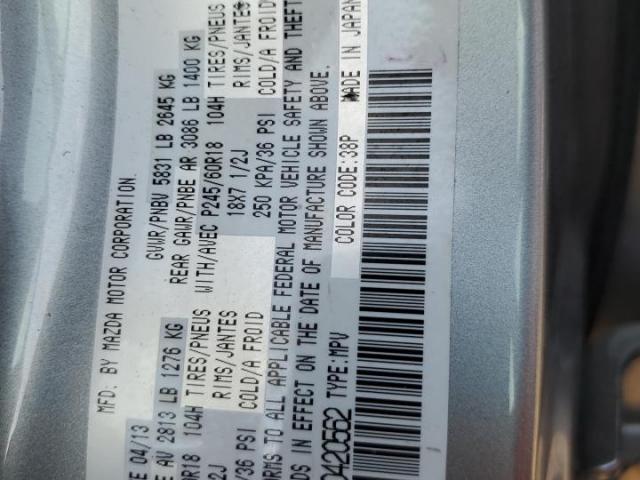 MFD. BY MAZDA MOTOR CORPORATION.
E 04/13 GVWR/PNBV 5831 LB 2645 KG
E AV 2813 LB 1276 KG REAR GAWR/PNBE AR 3086 LB 1400 KG
0R18 104H TIRES/PNEUS WITH/AVEC P245/60R18 104H TIRES/PNEUS
2J RIMS/JANTES 18X7 1/2J RIMS/JANTES
/36 PSI COLD/A FROID 250 KPA/36 PSI COLD/A FROID
ORMS TO ALL APPLICABLE FEDERAL MOTOR VEHICLE SAFETY AND THEFT
DS IN EFFECT ON THE DATE OF MANUFACTURE SHOWN ABOVE.
0420562 TYPE:MPV COLOR CODE:38P MADE IN JAPAN